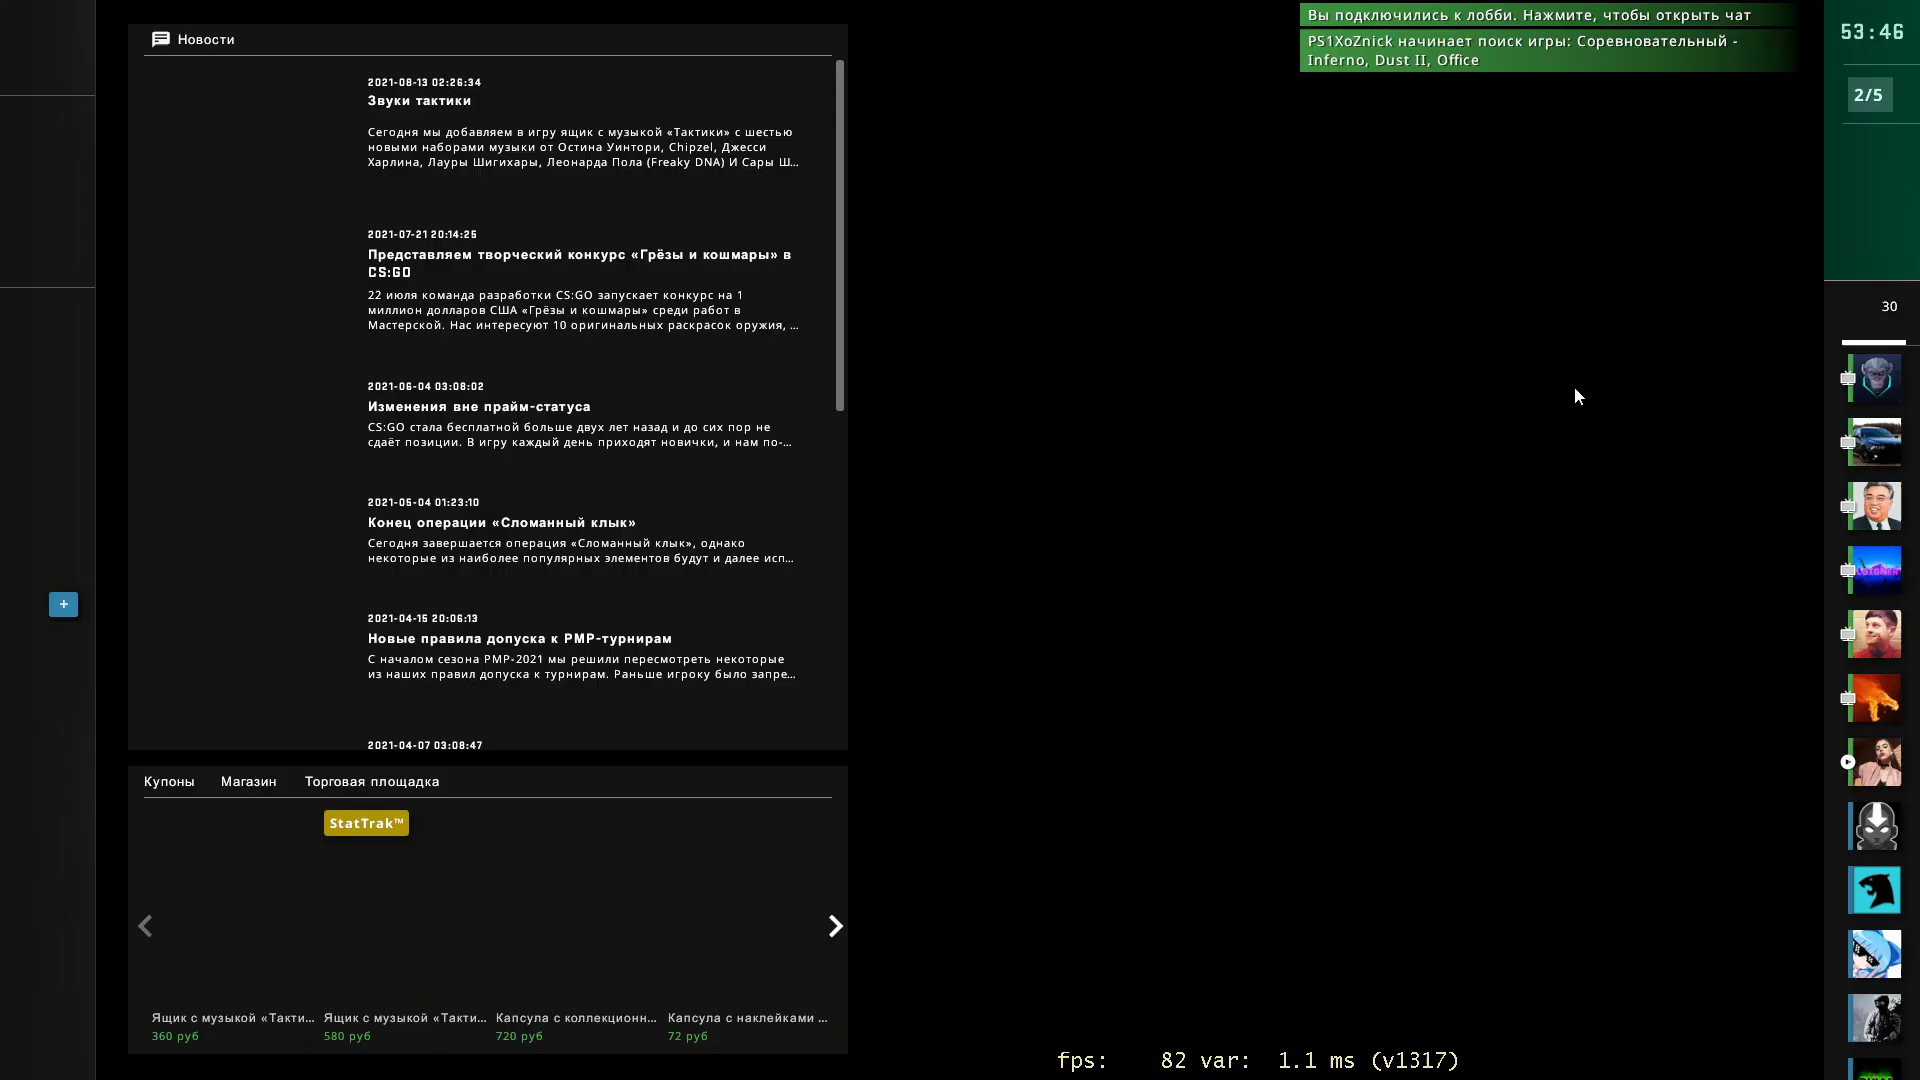 Новости
2021-08-13 02:26:34
Звуки тактики
Сегодня мы добавляем в игру ящик с музыкой «Тактики» с шестью
новыми наборами музыки от Остина Уинтори, Chipzel, Джесси
Харлина, Лауры Шигихары, Леонарда Пола (Freaky DNA) И Сары Ш...
2021-07-21 20:14:25
Представляем творческий конкурс «Грёзы и кошмары» в
CS:GO
22 июля команда разработки CS:GO запускает конкурс на 1
миллион долларов США «Грёзы и кошмары» среди работ в
Мастерской. Нас интересуют 10 оригинальных раскрасок оружия, ...
2021-06-04 03:08:02
Изменения вне прайм-статуса
CS:GO стала бесплатной больше двух лет назад и до сих пор не
сдаёт позиции. В игру каждый день приходят новички, и нам по-...
2021-05-04 01:23:10
Конец операции «Сломанный клык»
Сегодня завершается операция «Сломанный клык», однако
некоторые из наиболее популярных элементов будут и далее исп...
2021-04-15 20:06:13
Новые правила допуска к РМР-турнирам
С началом сезона РМР-2021 мы решили пересмотреть некоторые
из наших правил допуска к турнирам. Раньше игроку было запре...
2021-04-07 03:08:47
Купоны Магазин Торговая площадка
StatTrak™
Ящик с музыкой «Такти... Ящик с музыкой «Такти... Капсула с коллекционн... Капсула с наклейками ...
360 руб 580 руб 720 руб 72 руб
+
Вы подключились к лобби. Нажмите, чтобы открыть чат
PS1XoZnick начинает поиск игры: Соревновательный -
Inferno, Dust II, Office
53:46
2/5
30
fps: 82 var: 1.1 ms (v1317)